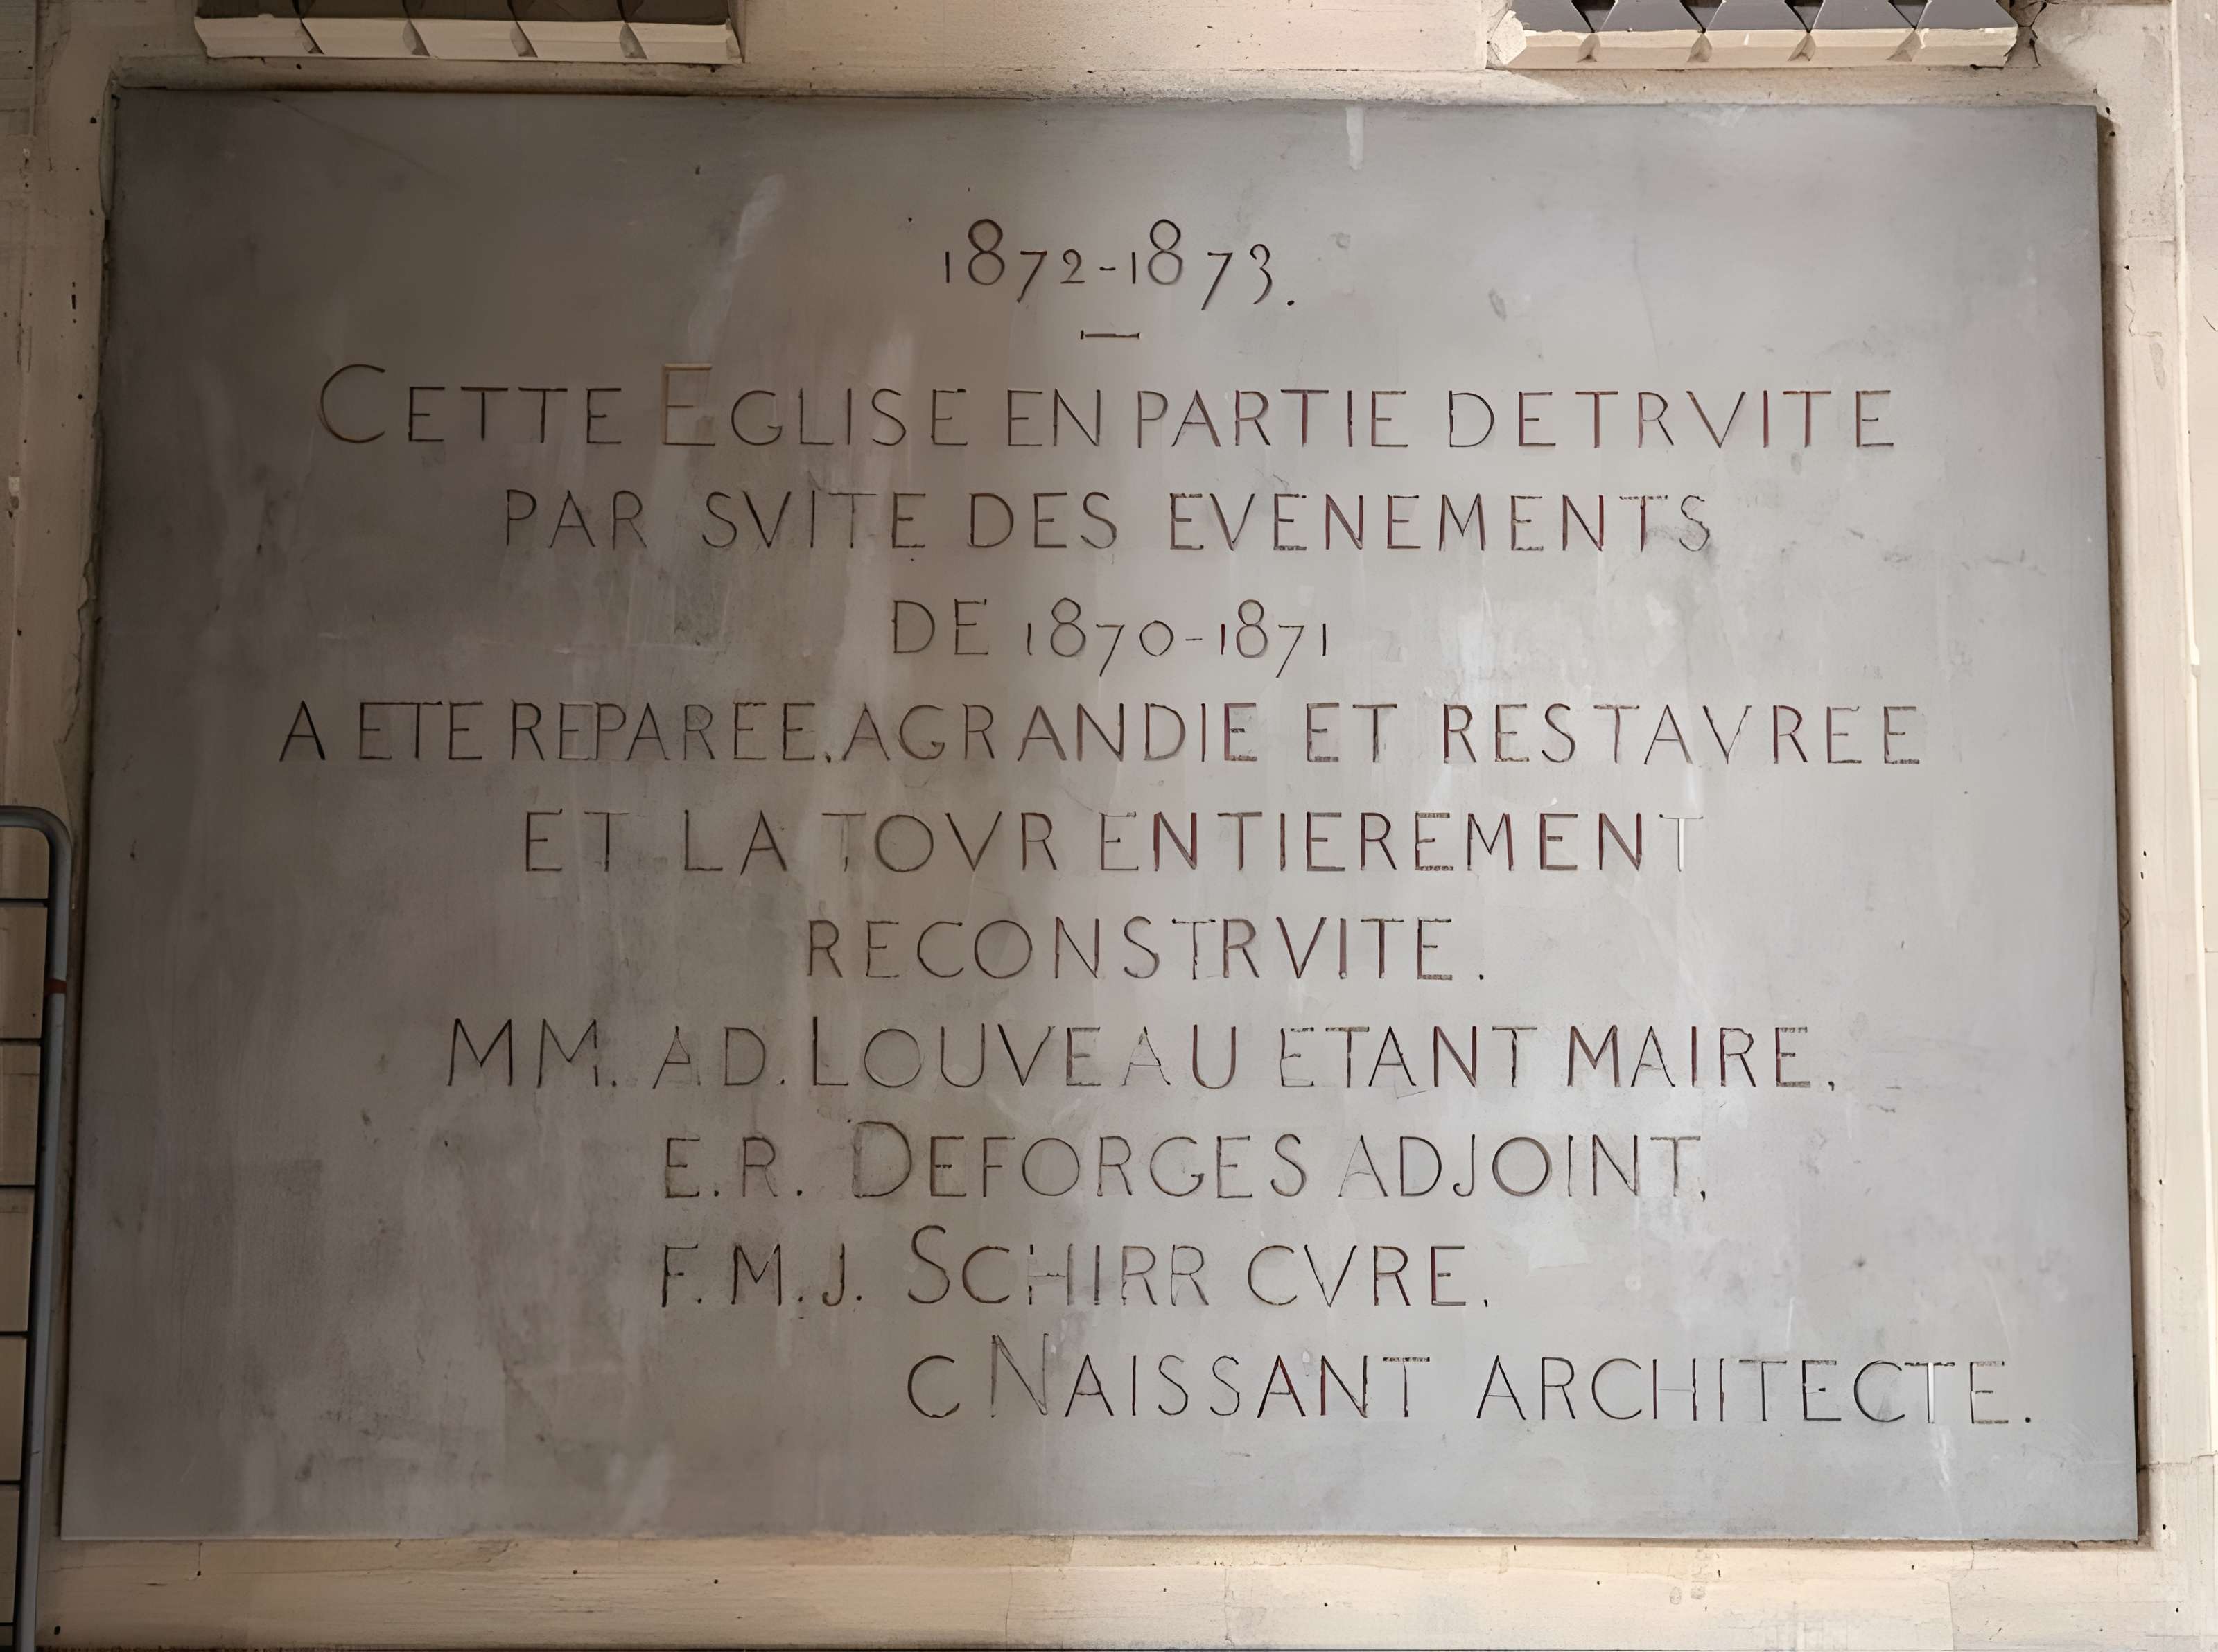 1872-1873.
CETTE EGLISE EN PARTIE DETRVITE
PAR SVITE DES EVENEMENTS
DE 1870-1871
A ETE REPAREE.AGRANDIE ET RESTAVREE
ET LA TOVR ENTIEREMENT
RECONSTRVITE.
MM. AD. LOUVEAU ETANT MAIRE,
E.R. DEFORGES ADJOINT,
F.M.J. SCHIRR CVRE,
C NAISSANT ARCHITECTE.